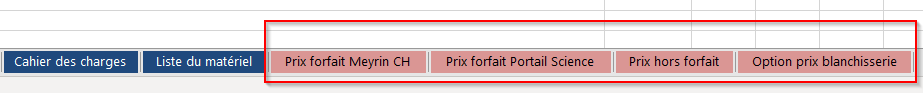 Cahier des charges Liste du matériel Prix forfait Meyrin CH Prix forfait Portail Science Prix hors forfait Option prix blanchisserie